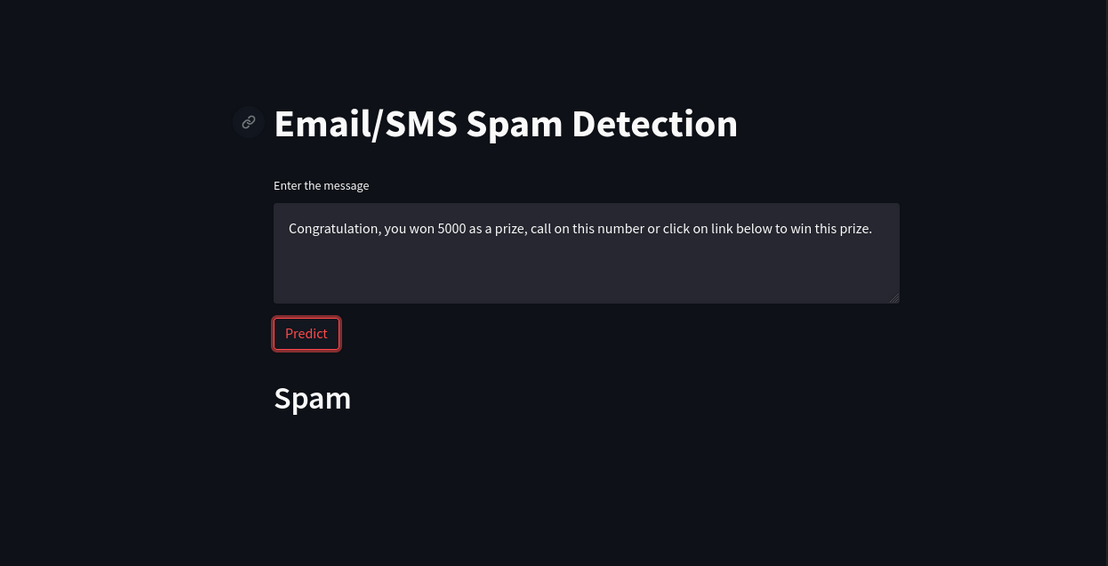 Email/SMS Spam Detection
Enter the message
Congratulation, you won 5000 as a prize, call on this number or click on link below to win this prize.
Predict
Spam